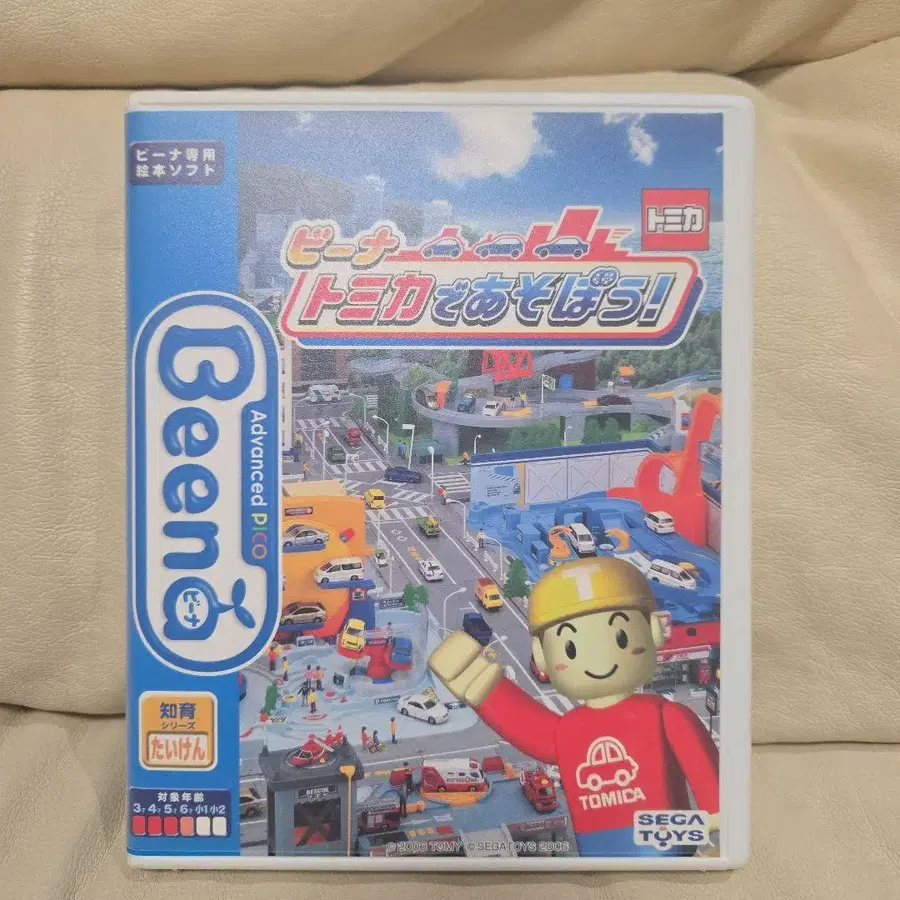 ビーナ専用
絵本ソフト
トミカ
ビーナ
トミカであそぼう!
Beena
ビーナ
Advanced PICO
知育
シリーズ
たいけん
対象年齢
3才 4才 5才 6才 小1 小2
T
TOMICA
RESCUE
SEGA
TOYS
© 2006 TOMY © SEGATOYS 2006